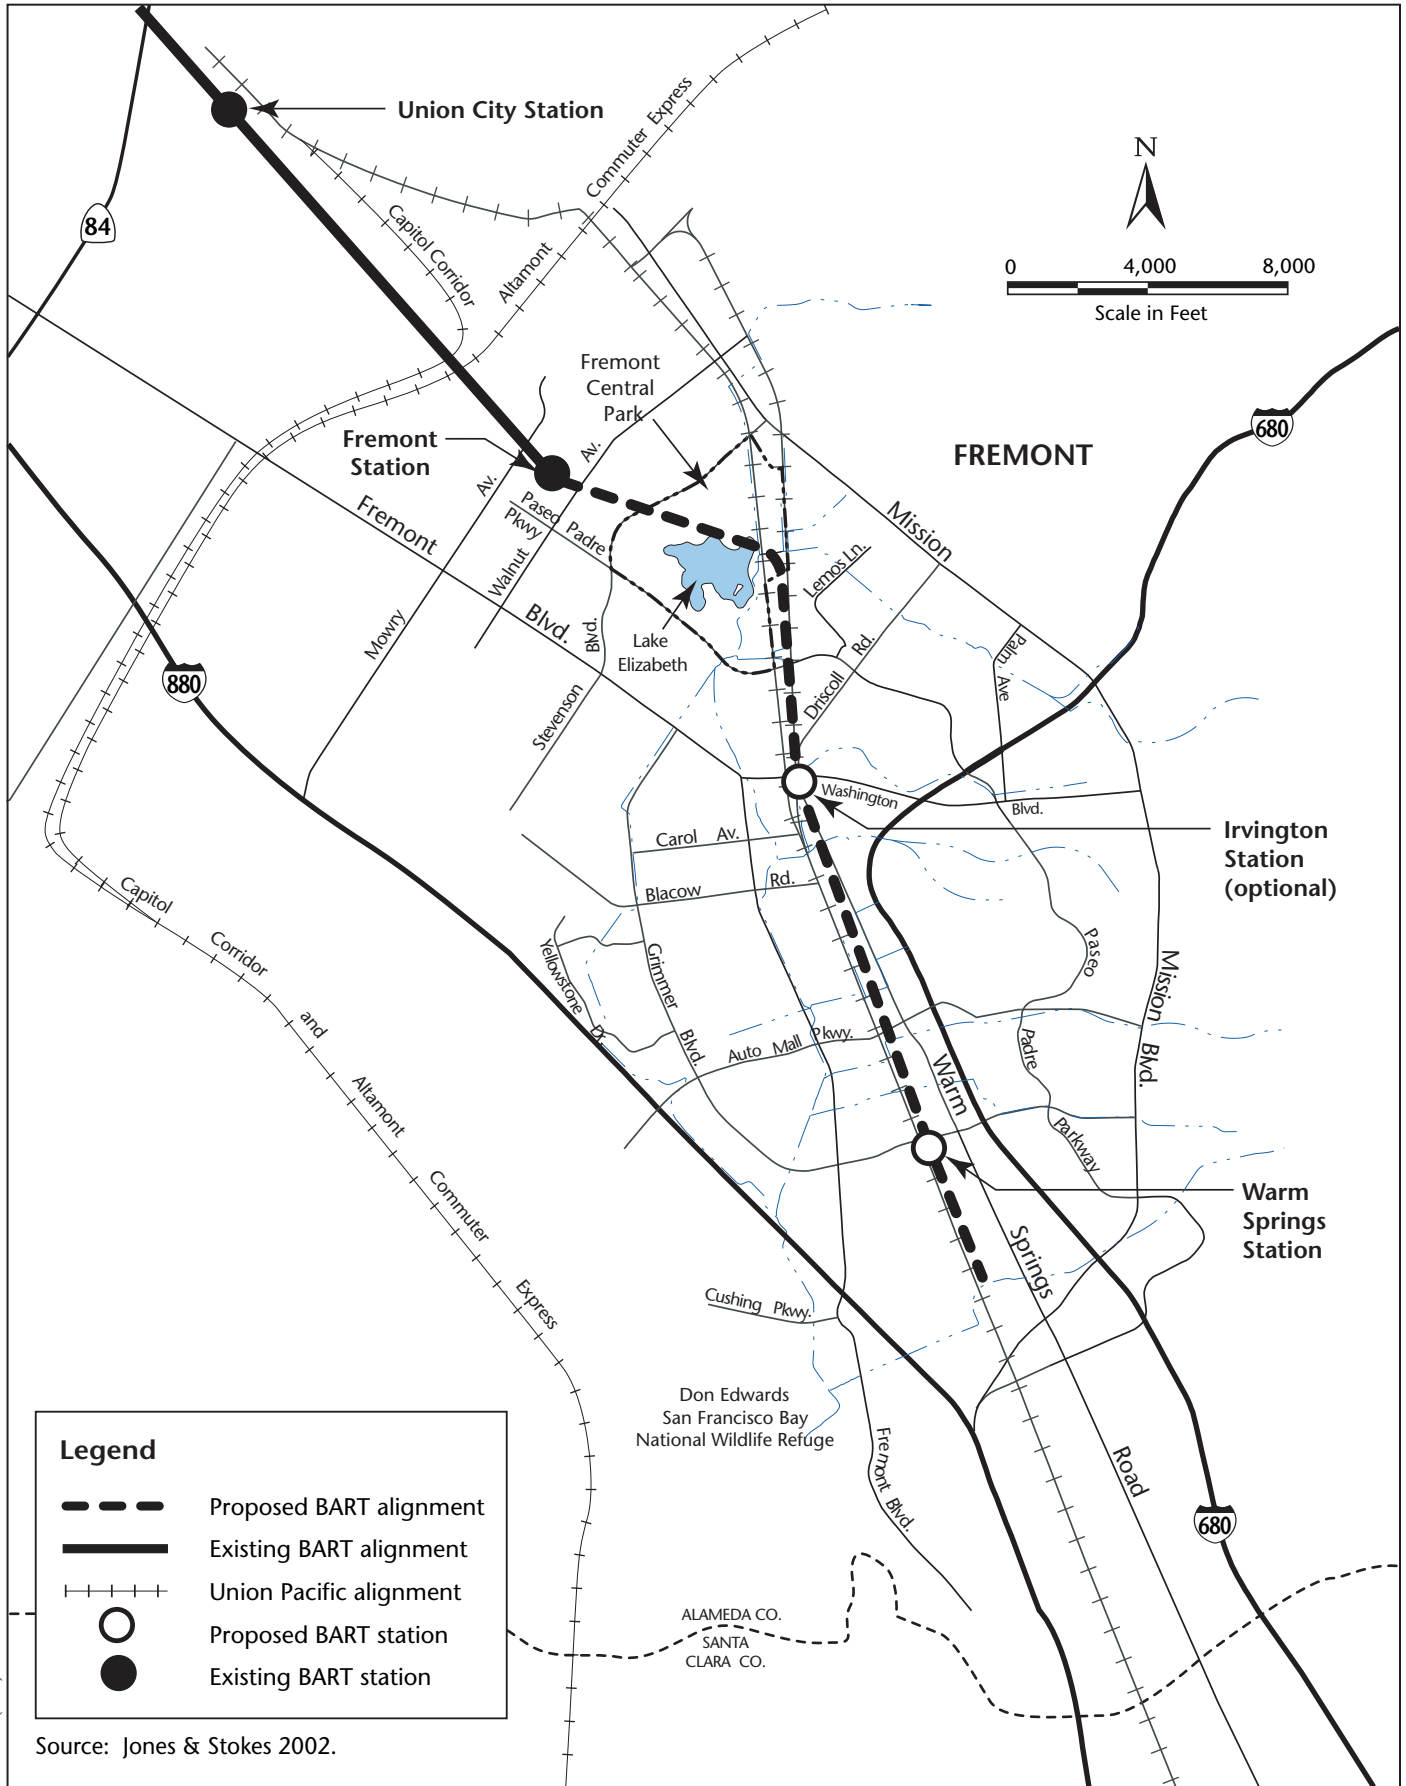 Union City Station
Commuter Express
N
84
Capitol Corridor
Altamont
0 4,000 8,000
Scale in Feet
Fremont
Central
Park
680
Fremont
Station
FREMONT
Av.
Av.
Fremont
Paseo Padre
Pkwy
Mission
Walnut
Lemos Ln.
Blvd.
Mowry
Blvd.
Lake
Elizabeth
Rd.
Palm
Ave
880
Driscoll
Stevenson
Washington
Blvd.
Carol Av.
Irvington
Station
(optional)
Blacow Rd.
Capitol
Corridor
Yellowstone
Dr.
Grimmer
Blvd.
Paseo
Mission
Blvd.
and
Auto Mall Pkwy.
Padre
Warm
Altamont
Parkway
Commuter
Warm
Springs
Station
Springs
Express
Cushing Pkwy.
Don Edwards
San Francisco Bay
National Wildlife Refuge
Fremont Blvd.
Road
680
Legend
Proposed BART alignment
Existing BART alignment
Union Pacific alignment
Proposed BART station
Existing BART station
ALAMEDA CO.
SANTA
CLARA CO.
Source: Jones & Stokes 2002.